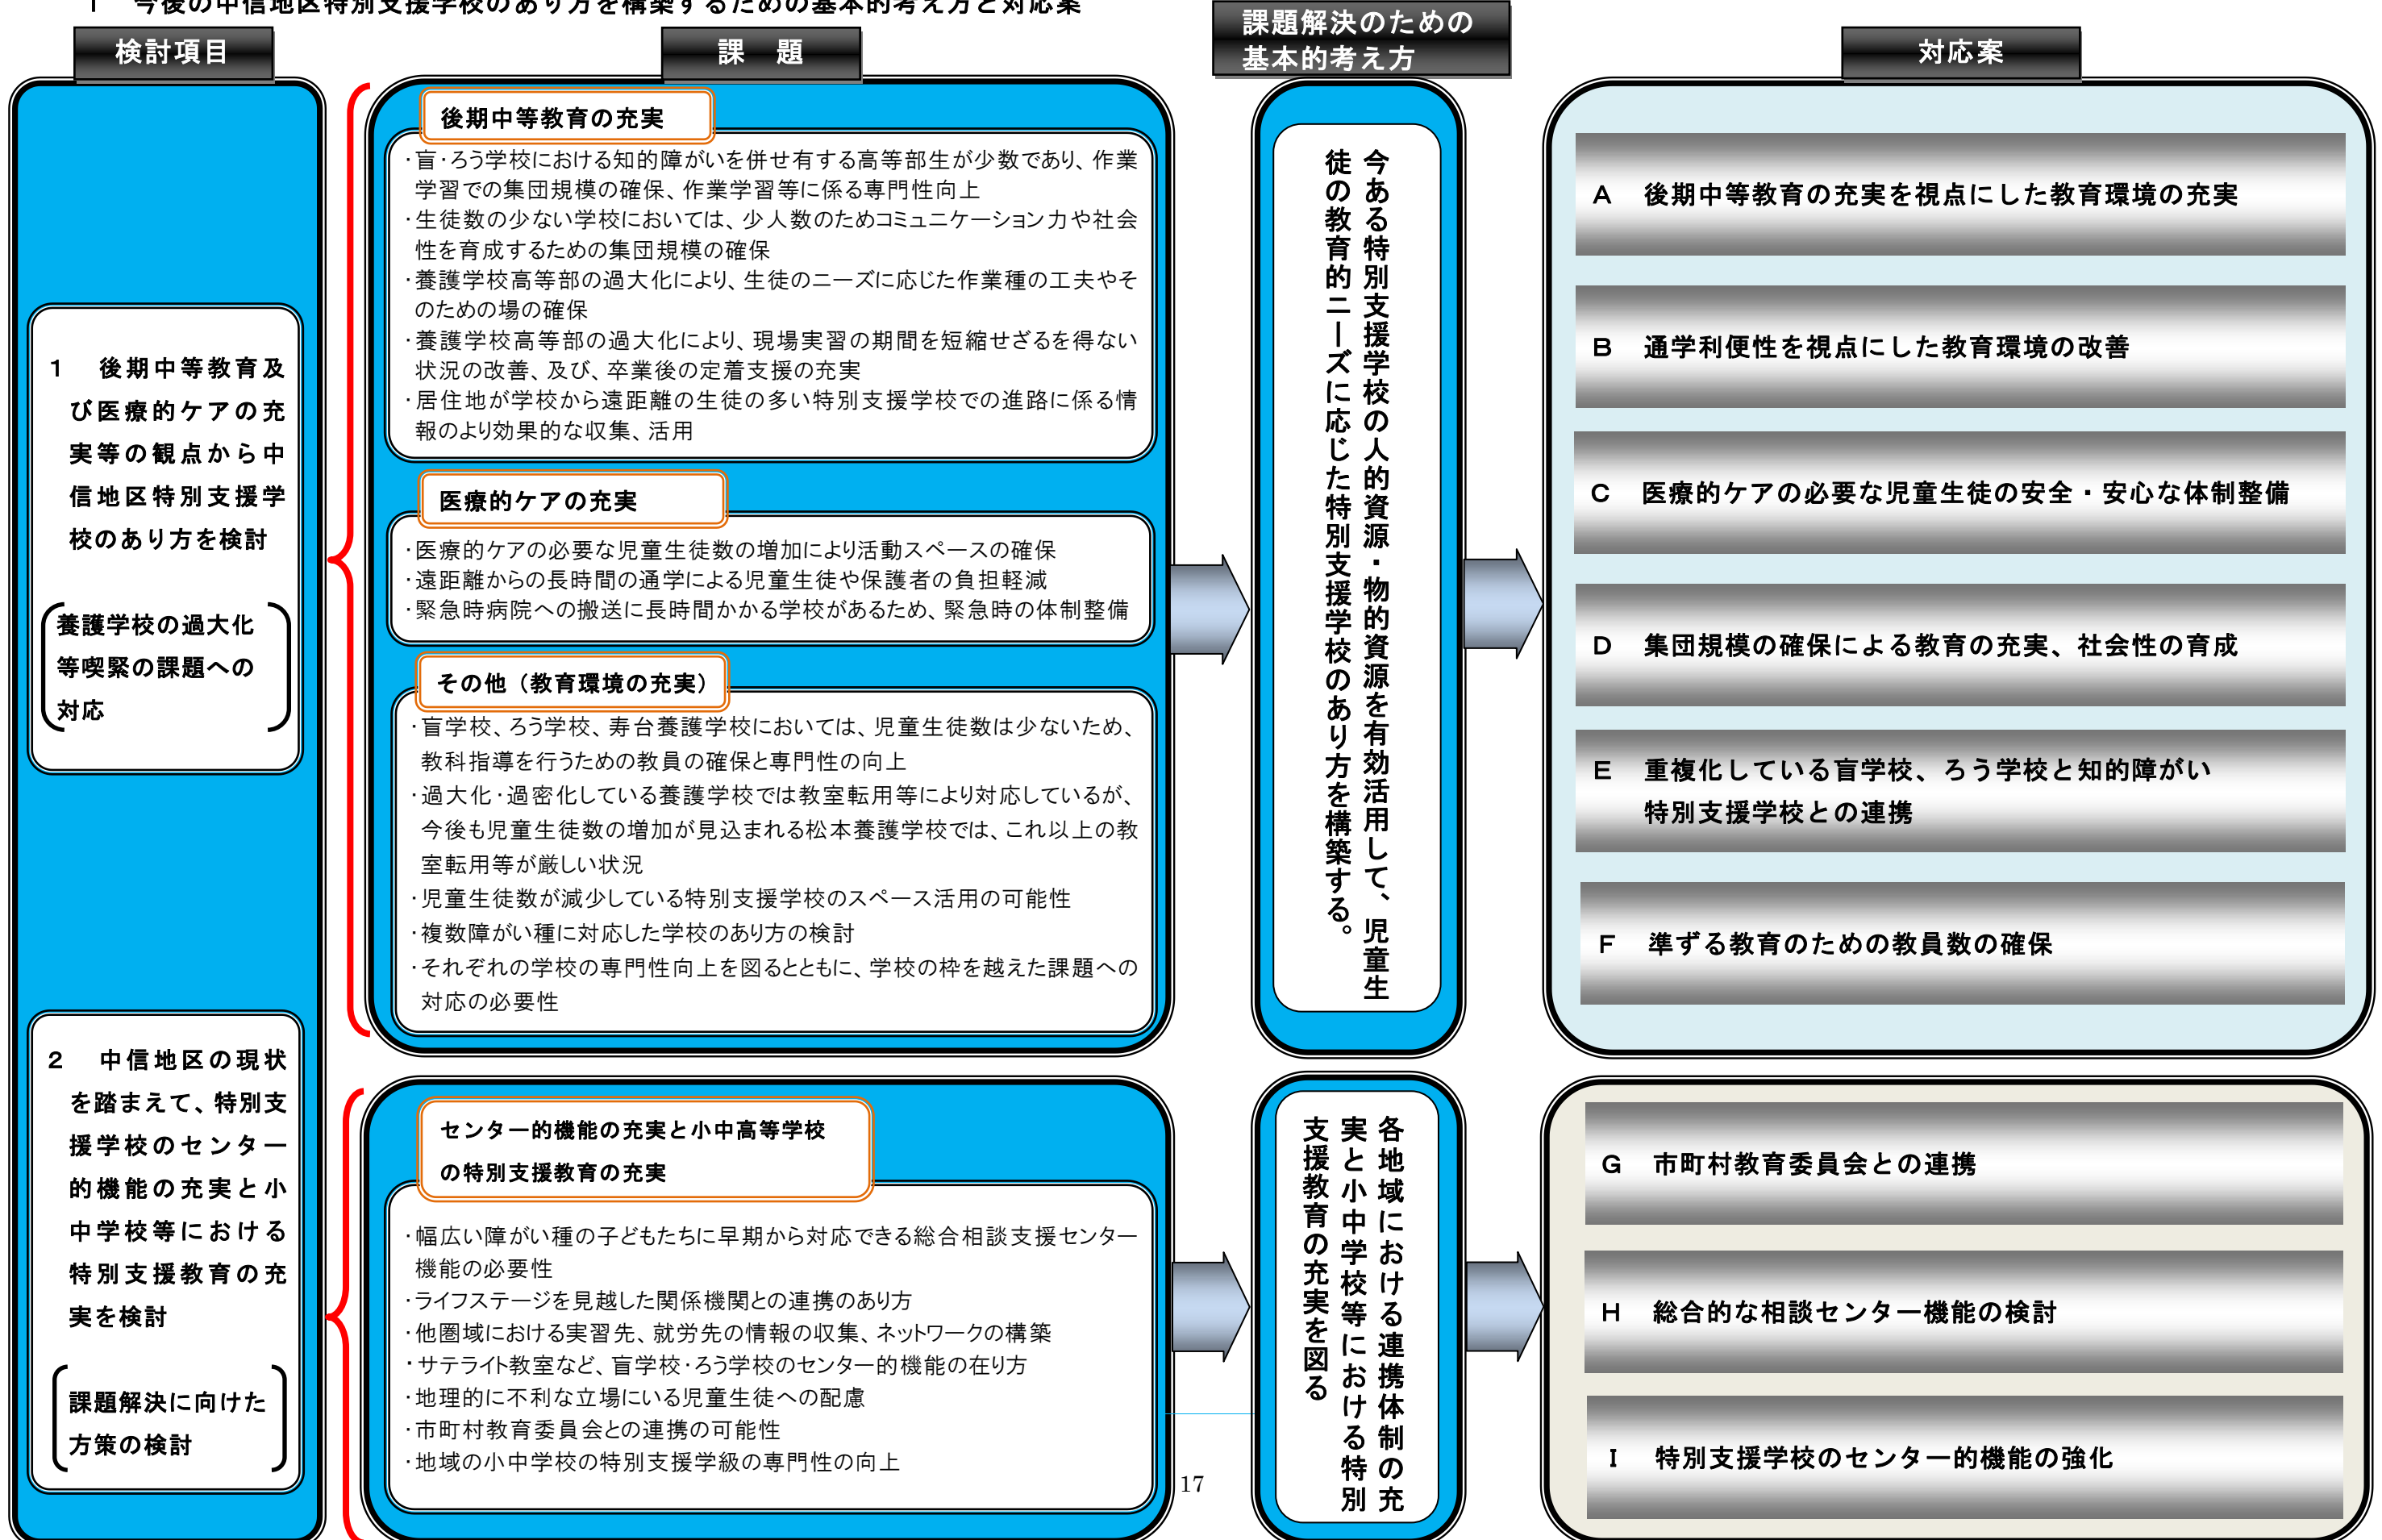 1　今後の中信地区特別支援学校のあり方を構築するための基本的考え方と対応案
検討項目
課　題
課題解決のための
基本的考え方
対応案
1　後期中等教育及
び医療的ケアの充
実等の観点から中
信地区特別支援学
校のあり方を検討
養護学校の過大化
等喫緊の課題への
対応
2　中信地区の現状
を踏まえて、特別支
援学校のセンター
的機能の充実と小
中学校等における
特別支援教育の充
実を検討
課題解決に向けた
方策の検討
後期中等教育の充実
・盲・ろう学校における知的障がいを併せ有する高等部生が少数であり、作業
学習での集団規模の確保、作業学習等に係る専門性向上
・生徒数の少ない学校においては、少人数のためコミュニケーション力や社会
性を育成するための集団規模の確保
・養護学校高等部の過大化により、生徒のニーズに応じた作業種の工夫やそ
のための場の確保
・養護学校高等部の過大化により、現場実習の期間を短縮せざるを得ない
状況の改善、及び、卒業後の定着支援の充実
・居住地が学校から遠距離の生徒の多い特別支援学校での進路に係る情
報のより効果的な収集、活用
医療的ケアの充実
・医療的ケアの必要な児童生徒数の増加により活動スペースの確保
・遠距離からの長時間の通学による児童生徒や保護者の負担軽減
・緊急時病院への搬送に長時間かかる学校があるため、緊急時の体制整備
その他（教育環境の充実）
・盲学校、ろう学校、寿台養護学校においては、児童生徒数は少ないため、
教科指導を行うための教員の確保と専門性の向上
・過大化・過密化している養護学校では教室転用等により対応しているが、
今後も児童生徒数の増加が見込まれる松本養護学校では、これ以上の教
室転用等が厳しい状況
・児童生徒数が減少している特別支援学校のスペース活用の可能性
・複数障がい種に対応した学校のあり方の検討
・それぞれの学校の専門性向上を図るとともに、学校の枠を越えた課題への
対応の必要性
センター的機能の充実と小中高等学校
の特別支援教育の充実
・幅広い障がい種の子どもたちに早期から対応できる総合相談支援センター
機能の必要性
・ライフステージを見越した関係機関との連携のあり方
・他圏域における実習先、就労先の情報の収集、ネットワークの構築
・サテライト教室など、盲学校・ろう学校のセンター的機能の在り方
・地理的に不利な立場にいる児童生徒への配慮
・市町村教育委員会との連携の可能性
・地域の小中学校の特別支援学級の専門性の向上
今ある特別支援学校の人的資源・物的資源を有効活用して、児童生
徒の教育的ニーズに応じた特別支援学校のあり方を構築する。
各地域における連携体制の充
実と小中学校等における特別
支援教育の充実を図る
A　後期中等教育の充実を視点にした教育環境の充実
B　通学利便性を視点にした教育環境の改善
C　医療的ケアの必要な児童生徒の安全・安心な体制整備
D　集団規模の確保による教育の充実、社会性の育成
E　重複化している盲学校、ろう学校と知的障がい
特別支援学校との連携
F　準ずる教育のための教員数の確保
G　市町村教育委員会との連携
H　総合的な相談センター機能の検討
I　特別支援学校のセンター的機能の強化
17